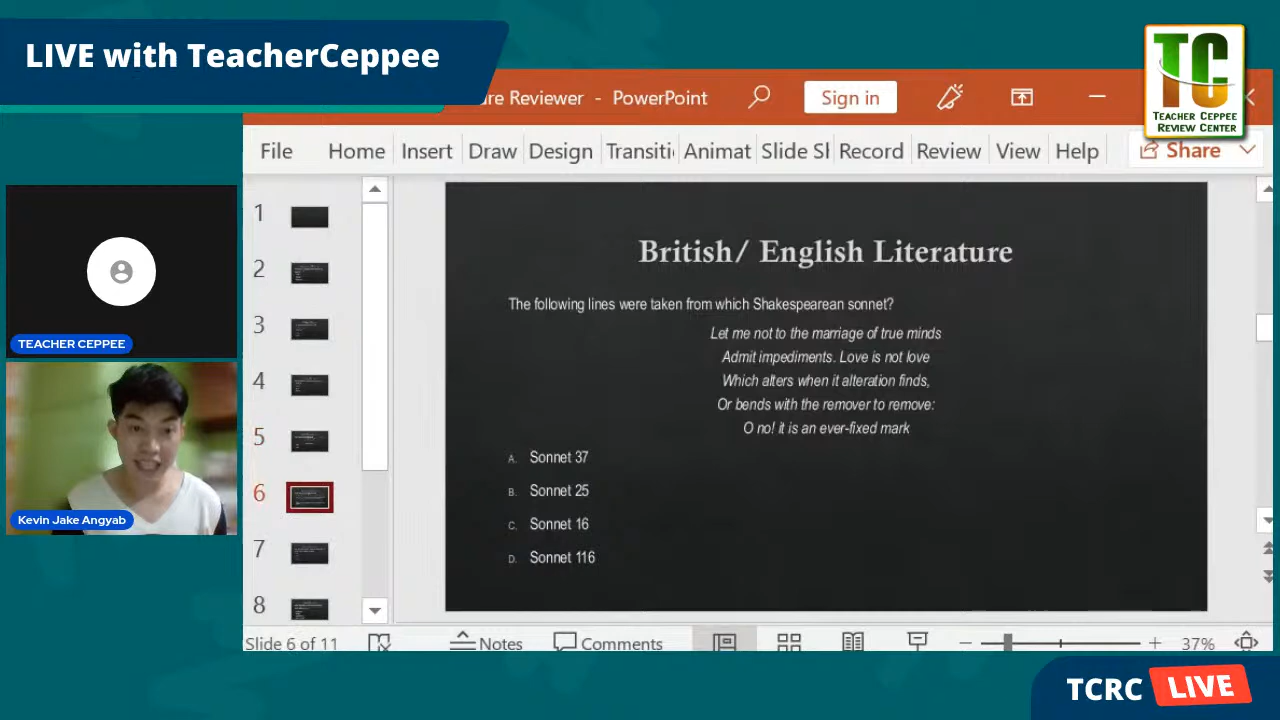 LIVE with TeacherCeppee
TC
TEACHER CEPPEE
REVIEW CENTER
re Reviewer - PowerPoint
Sign in
File Home Insert Draw Design Transiti Animat Slide Sl Record Review View Help Share
1
2
3
4
5
6
7
8
TEACHER CEPPEE
Kevin Jake Angyab
British/ English Literature
The following lines were taken from which Shakespearean sonnet?
Let me not to the marriage of true minds
Admit impediments. Love is not love
Which alters when it alteration finds,
Or bends with the remover to remove:
O no! it is an ever-fixed mark
A. Sonnet 37
B. Sonnet 25
C. Sonnet 16
D. Sonnet 116
Slide 6 of 11 Notes Comments 37%
TCRC LIVE